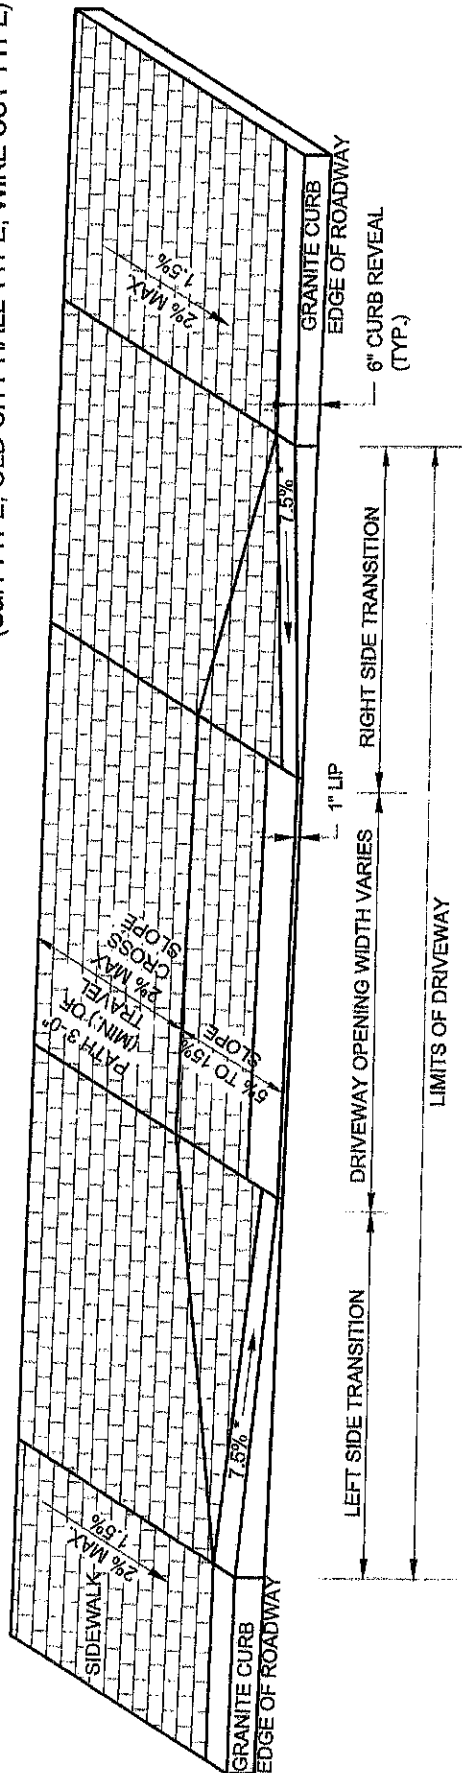 SIDEWALK
2% MAX.
1.5%
GRANITE CURB
EDGE OF ROADWAY
7.5% *
LEFT SIDE TRANSITION
PATH 3'-0"
(MIN.) OF
TRAVEL
2% MAX
CROSS
SLOPE
5% TO 15%
SLOPE
DRIVEWAY OPENING WIDTH VARIES
1" LIP
LIMITS OF DRIVEWAY
7.5% *
RIGHT SIDE TRANSITION
2% MAX.
1.5%
GRANITE CURB
EDGE OF ROADWAY
6" CURB REVEAL
(TYP.)